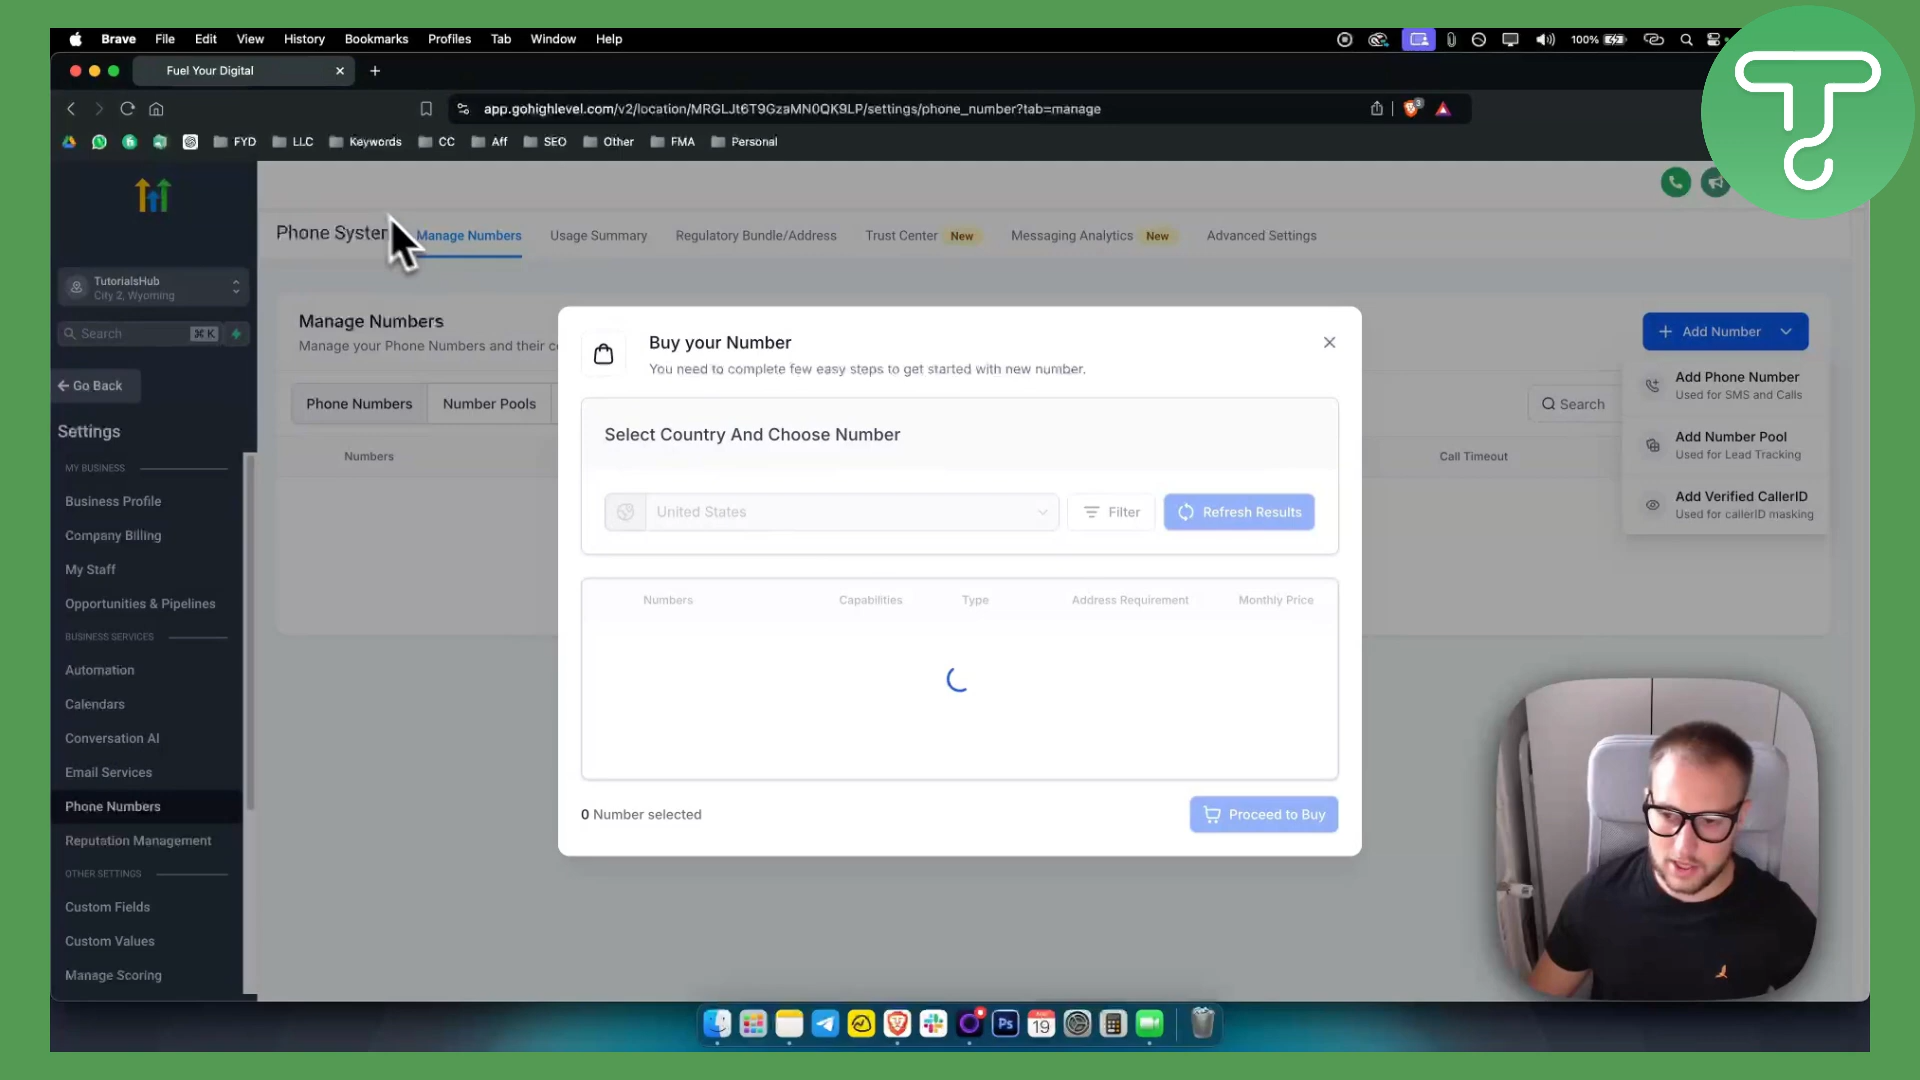 Brave File Edit View History Bookmarks Profiles Tab Window Help
100%
Fuel Your Digital
app.gohighlevel.com/v2/location/MRGLJt6T9GzaMN0QK9LP/settings/phone_number?tab=manage
3
FYD LLC Keywords CC Aff SEO Other FMA Personal
TutorialsHub
City 2, Wyoming
Search ⌘ K
Go Back
Settings
MY BUSINESS
Business Profile
Company Billing
My Staff
Opportunities & Pipelines
BUSINESS SERVICES
Automation
Calendars
Conversation AI
Email Services
Phone Numbers
Reputation Management
OTHER SETTINGS
Custom Fields
Custom Values
Manage Scoring
Phone System
Manage Numbers
Usage Summary
Regulatory Bundle/Address
Trust Center New
Messaging Analytics New
Advanced Settings
Manage Numbers
Manage your Phone Numbers and their
Phone Numbers
Number Pools
Numbers
Search
Call Timeout
Add Number
Add Phone Number
Used for SMS and Calls
Add Number Pool
Used for Lead Tracking
Add Verified CallerID
Used for callerID masking
Buy your Number
You need to complete few easy steps to get started with new number.
Select Country And Choose Number
United States
Filter
Refresh Results
Numbers Capabilities Type Address Requirement Monthly Price
0 Number selected
Proceed to Buy
Ps
19